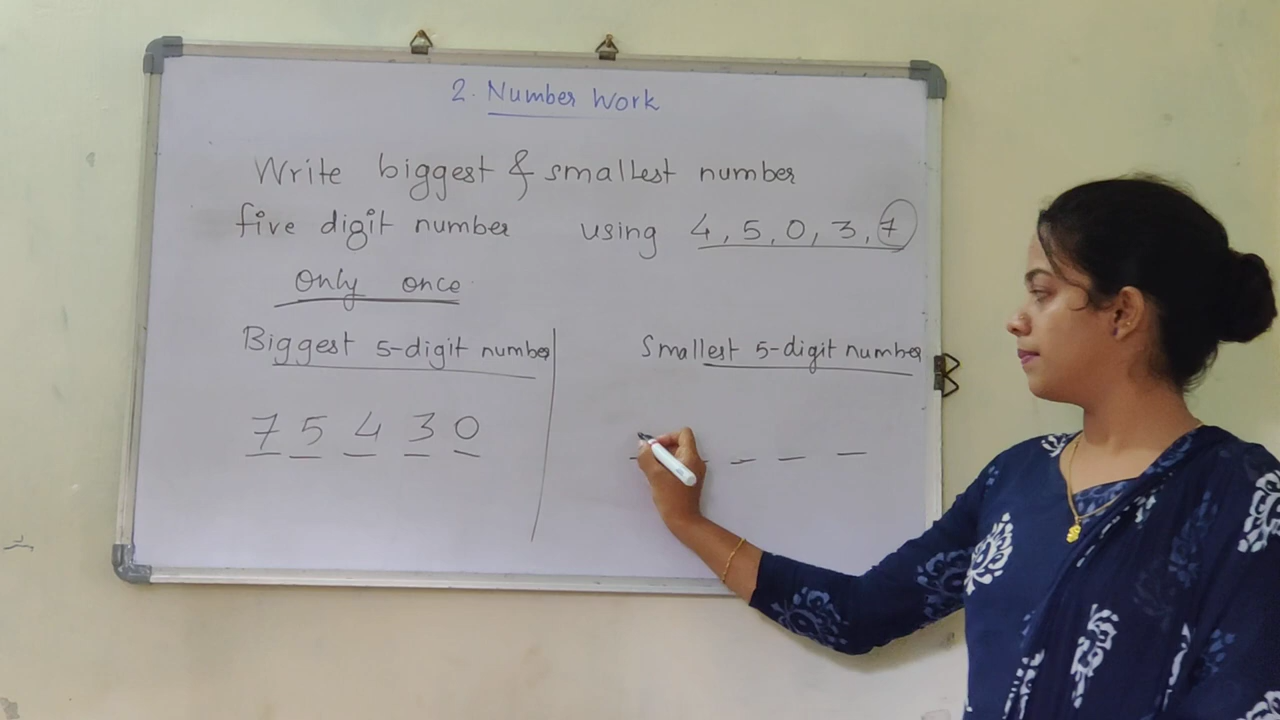 2. Number Work
Write biggest & smallest number
five digit number using 4, 5, 0, 3, 7
Only once
Biggest 5-digit number
7 5 4 3 0
Smallest 5-digit number